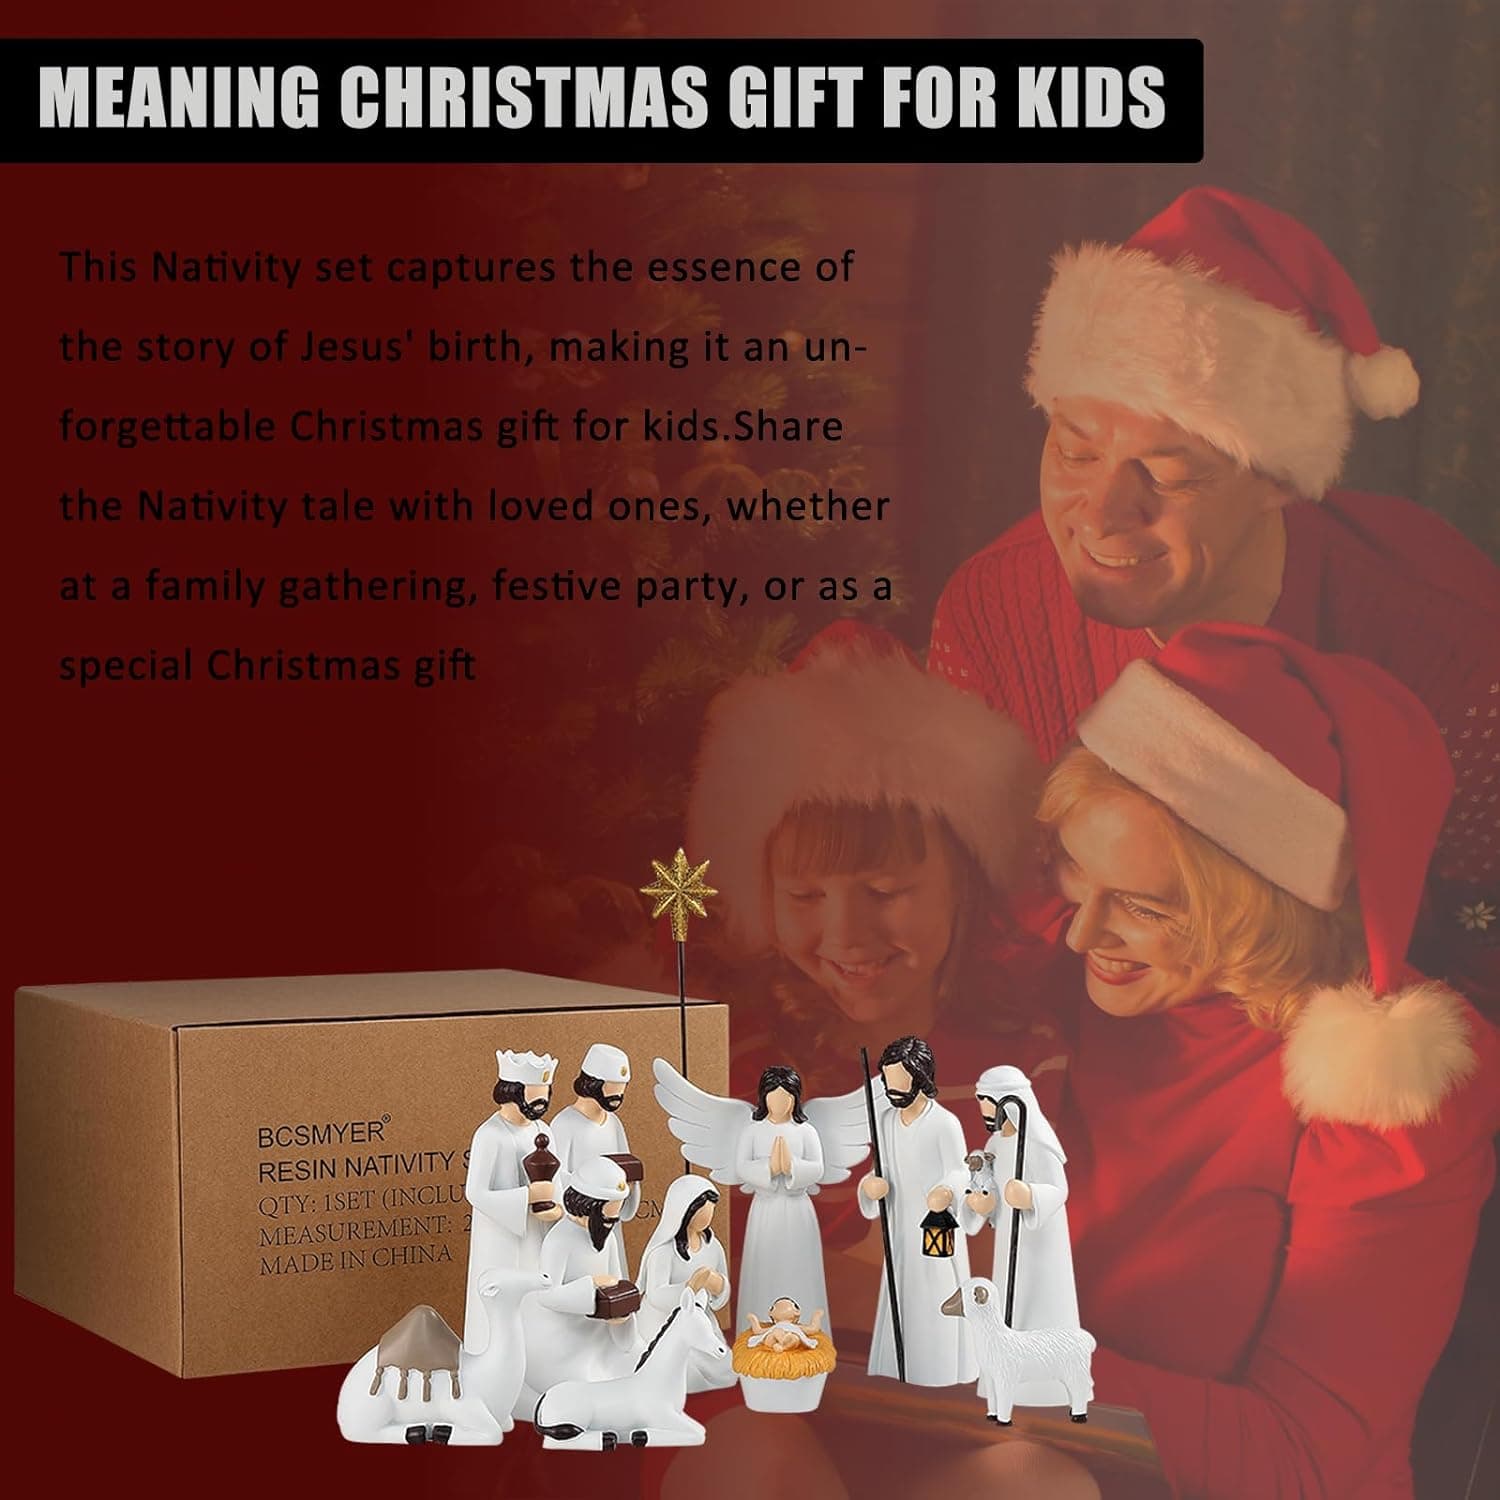 MEANING CHRISTMAS GIFT FOR KIDS
This Nativity set captures the essence of
the story of Jesus' birth, making it an un-
forgettable Christmas gift for kids.Share
the Nativity tale with loved ones, whether
at a family gathering, festive party, or as a
special Christmas gift
BCSMYER®
RESIN NATIVITY
QTY: 1SET (INCLU
MEASUREMENT: 2
MADE IN CHINA